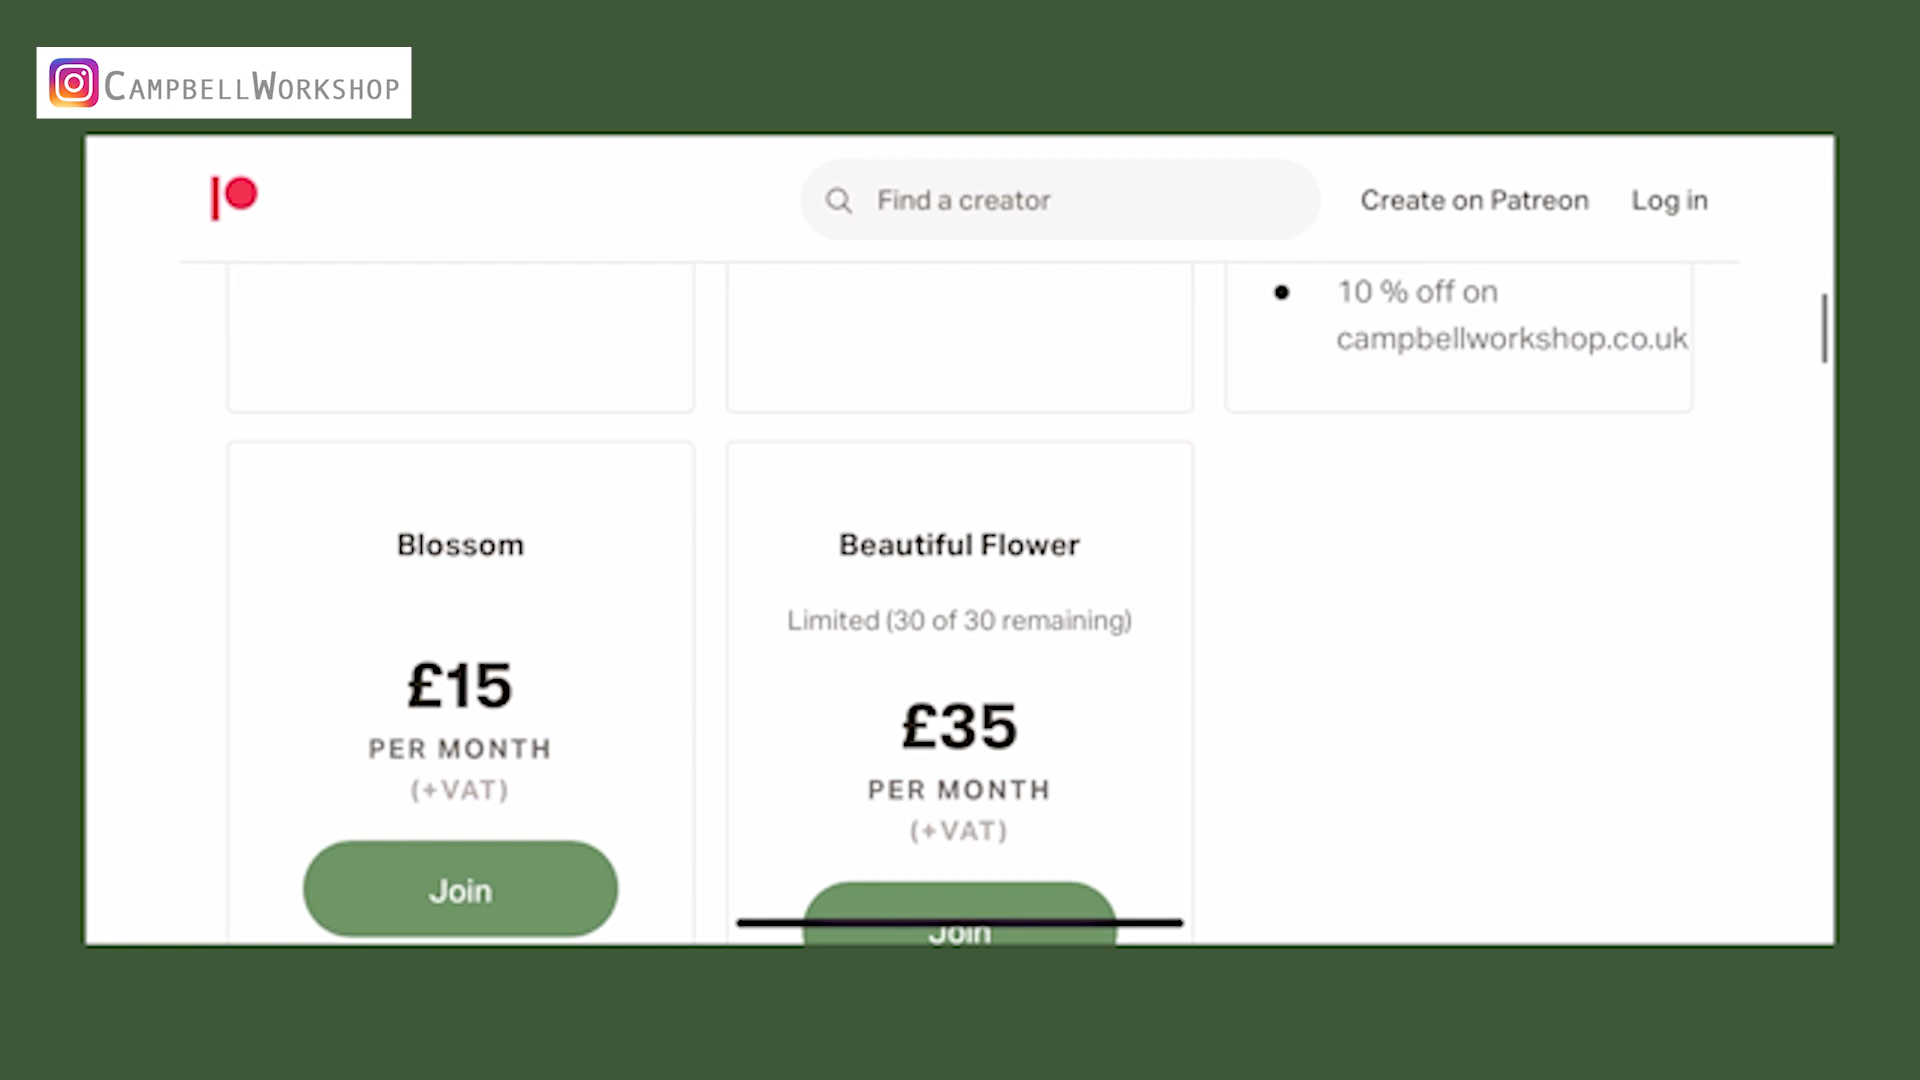 CAMPBELLWORKSHOP
Find a creator
Create on Patreon
Log in
10 % off on
campbellworkshop.co.uk
Blossom
£15
PER MONTH
(+VAT)
Join
Beautiful Flower
Limited (30 of 30 remaining)
£35
PER MONTH
(+VAT)
Join